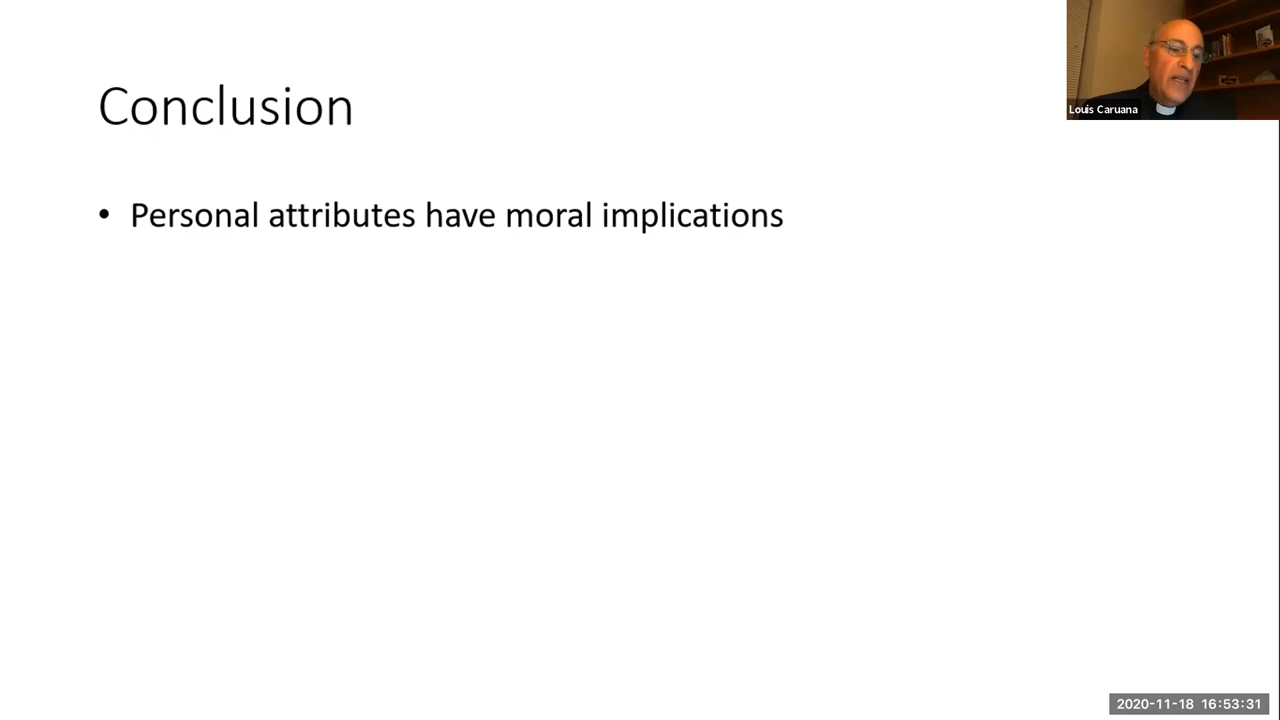 Louis Caruana
Conclusion
• Personal attributes have moral implications
2020-11-18 16:53:31